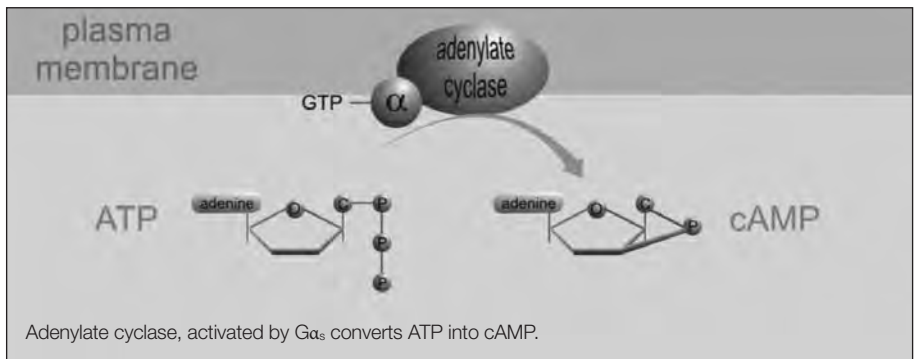 plasma
membrane
adenylate
cyclase
GTP
α
ATP
adenine
O
C
P
P
P
adenine
O
C
P
cAMP
Adenylate cyclase, activated by Gαs converts ATP into cAMP.